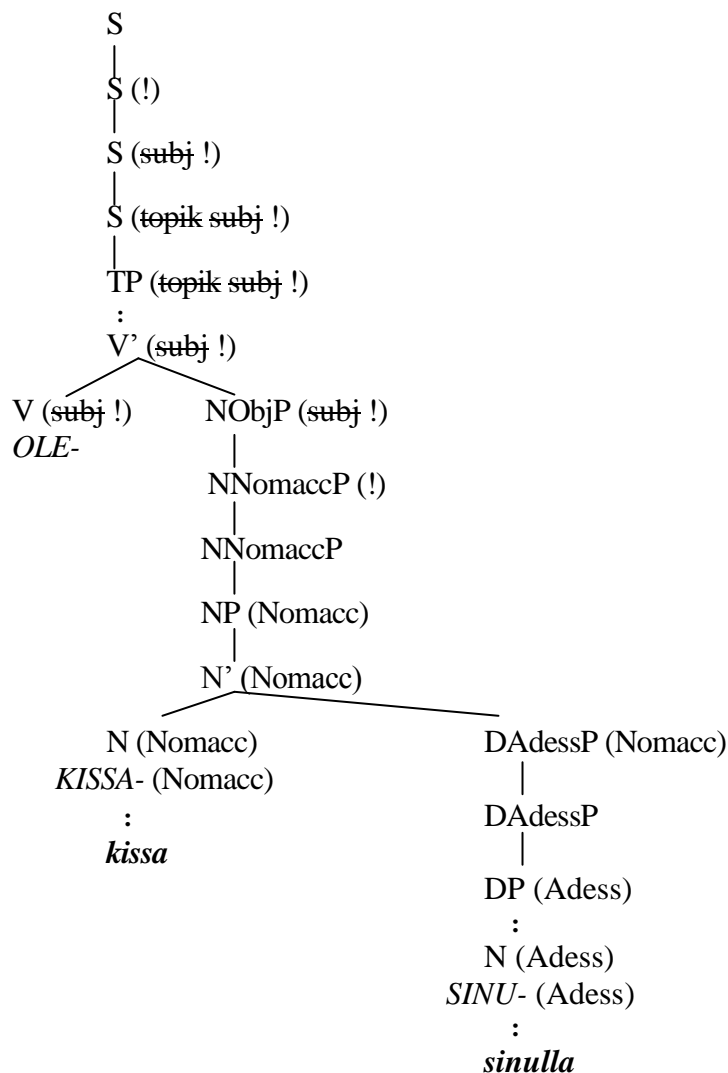 S
S (!)
S (subj !)
S (topik subj !)
TP (topik subj !)
:
V’ (subj !)
V (subj !) NObjP (subj !)
OLE-
NNomaccP (!)
NNomaccP
NP (Nomacc)
N’ (Nomacc)
N (Nomacc) DAdessP (Nomacc)
KISSA- (Nomacc)
:
DAdessP
kissa
DP (Adess)
:
N (Adess)
SINU- (Adess)
:
sinulla